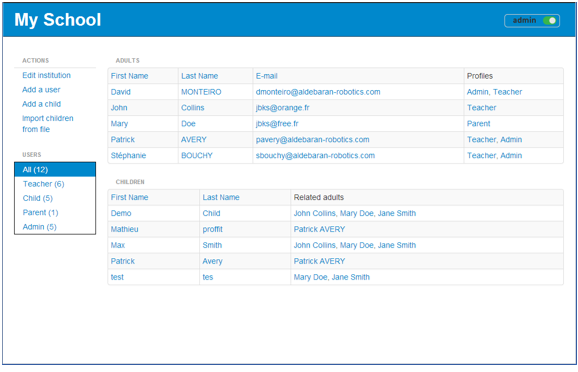 My School
admin
ACTIONS
Edit institution
Add a user
Add a child
Import children
from file
USERS
All (12)
Teacher (6)
Child (5)
Parent (1)
Admin (5)
ADULTS
First Name Last Name E-mail Profiles
David MONTEIRO dmonteiro@aldebaran-robotics.com Admin, Teacher
John Collins jbks@orange.fr Teacher
Mary Doe jbks@free.fr Parent
Patrick AVERY pavery@aldebaran-robotics.com Teacher, Admin
Stéphanie BOUCHY sbouchy@aldebaran-robotics.com Teacher, Admin
CHILDREN
First Name Last Name Related adults
Demo Child John Collins, Mary Doe, Jane Smith
Mathieu proffit Patrick AVERY
Max Smith John Collins, Mary Doe, Jane Smith
Patrick Avery Patrick AVERY
test tes Mary Doe, Jane Smith